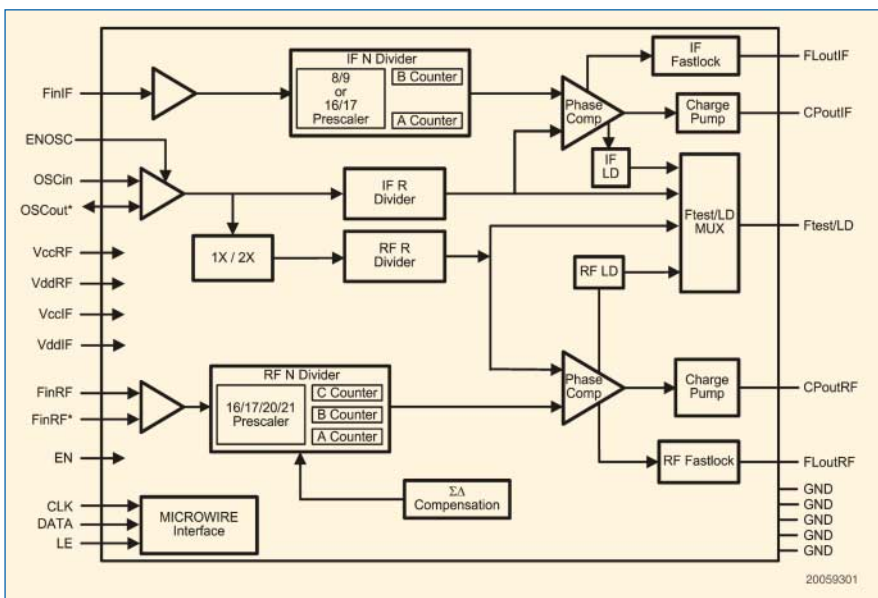 IF N Divider
8/9
or
16/17
Prescaler
B Counter
A Counter
IF
Fastlock
FLoutIF
FinIF
Phase
Comp
Charge
Pump
CPoutIF
ENOSC
IF
LD
OSCin
OSCout*
IF R
Divider
Ftest/LD
MUX
Ftest/LD
1X / 2X
RF R
Divider
VccRF
VddRF
VccIF
VddIF
RF LD
RF N Divider
16/17/20/21
Prescaler
C Counter
B Counter
A Counter
FinRF
FinRF*
Phase
Comp
Charge
Pump
CPoutRF
EN
RF Fastlock
FLoutRF
ΣΔ
Compensation
CLK
DATA
LE
MICROWIRE
Interface
GND
GND
GND
GND
GND
20059301